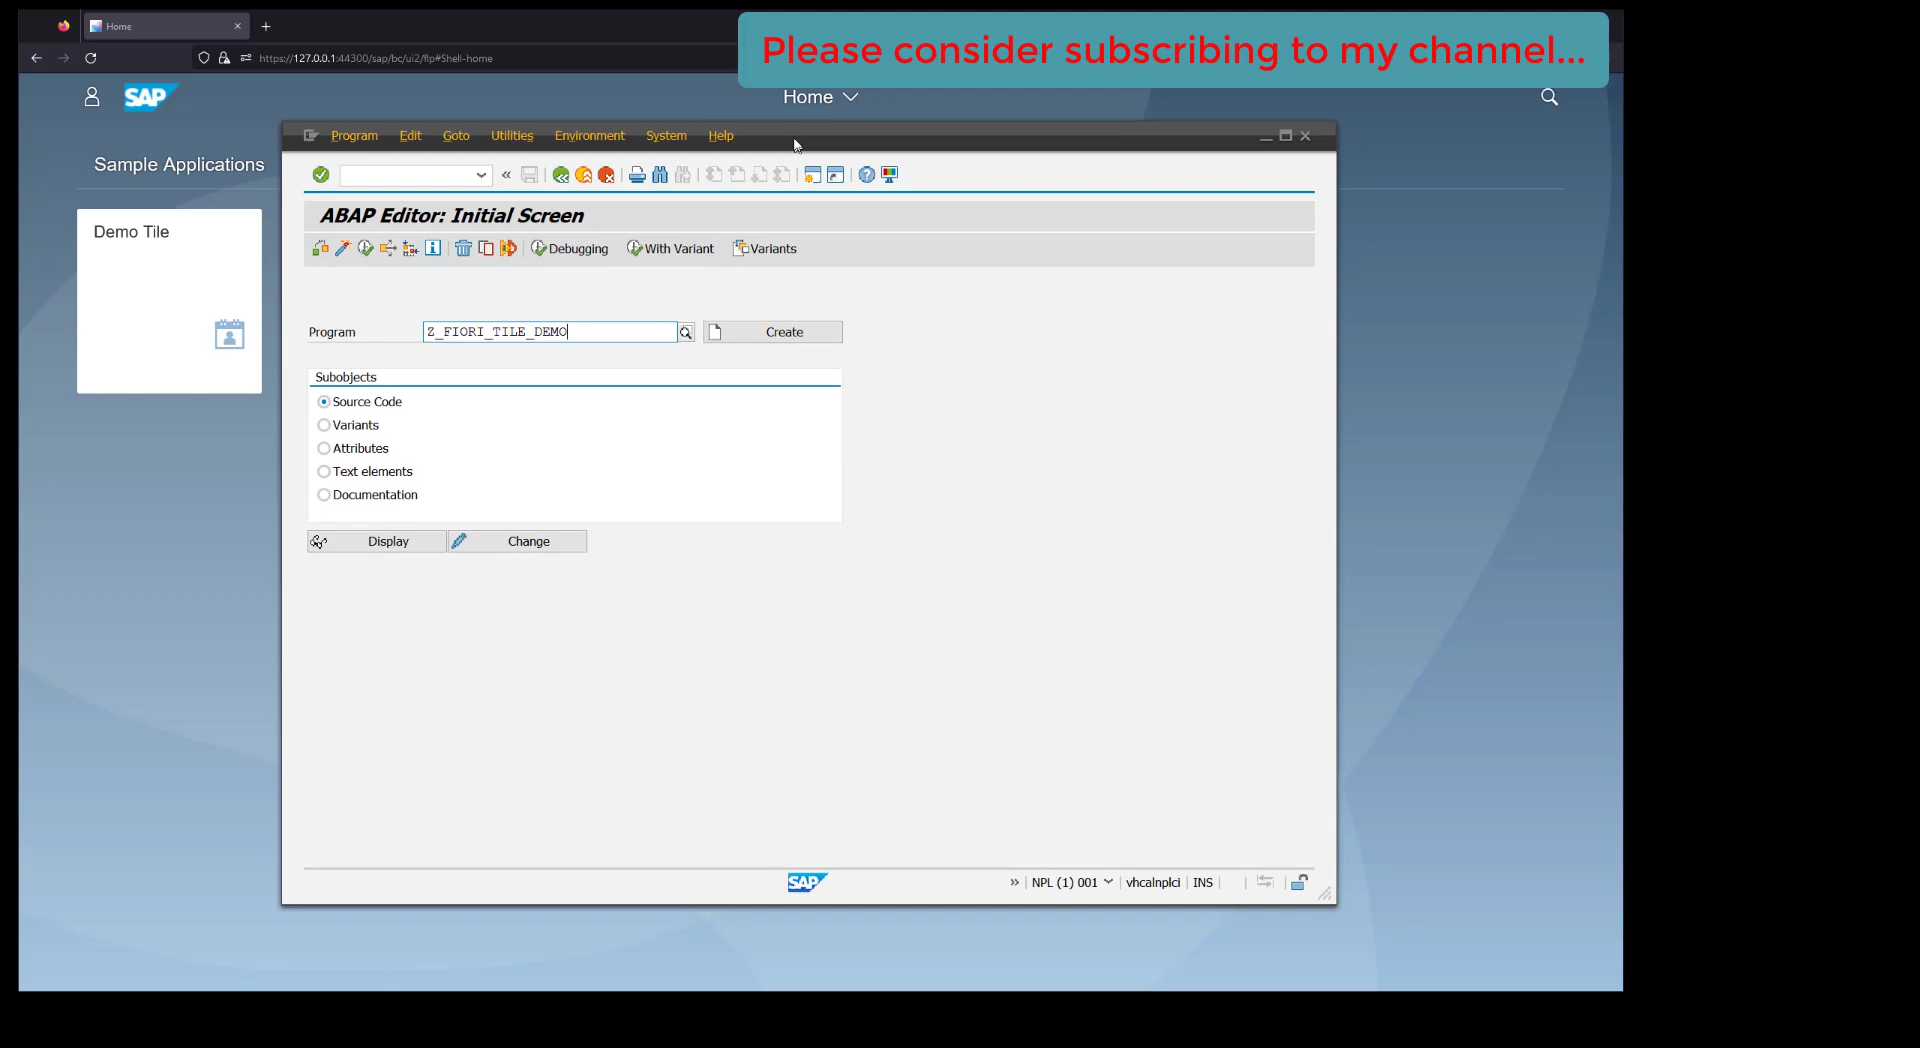 Home
Please consider subscribing to my channel...
https://127.0.0.1:44300/sap/bc/ui2/flp#Shell-home
SAP
Home
Program Edit Goto Utilities Environment System Help
Sample Applications
ABAP Editor: Initial Screen
Demo Tile
Debugging With Variant Variants
Program Z_FIORI_TILE_DEMO Create
Subobjects
Source Code
Variants
Attributes
Text elements
Documentation
Display Change
SAP
NPL (1) 001 vhcalnplci INS